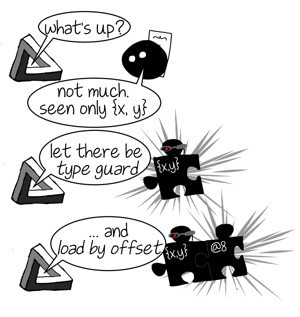 what's up?
not much.
seen only {x, y}
let there be
type guard
{x,y}
... and
load by offset
{x,y}
@8